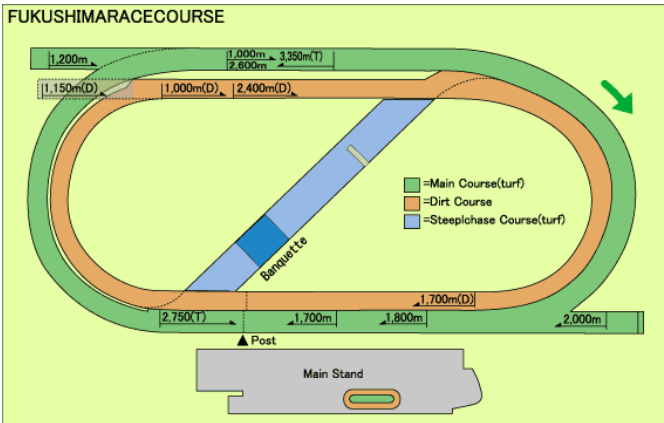 FUKUSHIMARACECOURSE
1,200m
1,000m
3,350m(T)
2,600m
1,150m(D)
1,000m(D)
2,400m(D)
=Main Course(turf)
=Dirt Course
=Steeplchase Course(turf)
Banquette
1,700m(D)
2,750(T)
1,700m
1,800m
2,000m
▲Post
Main Stand